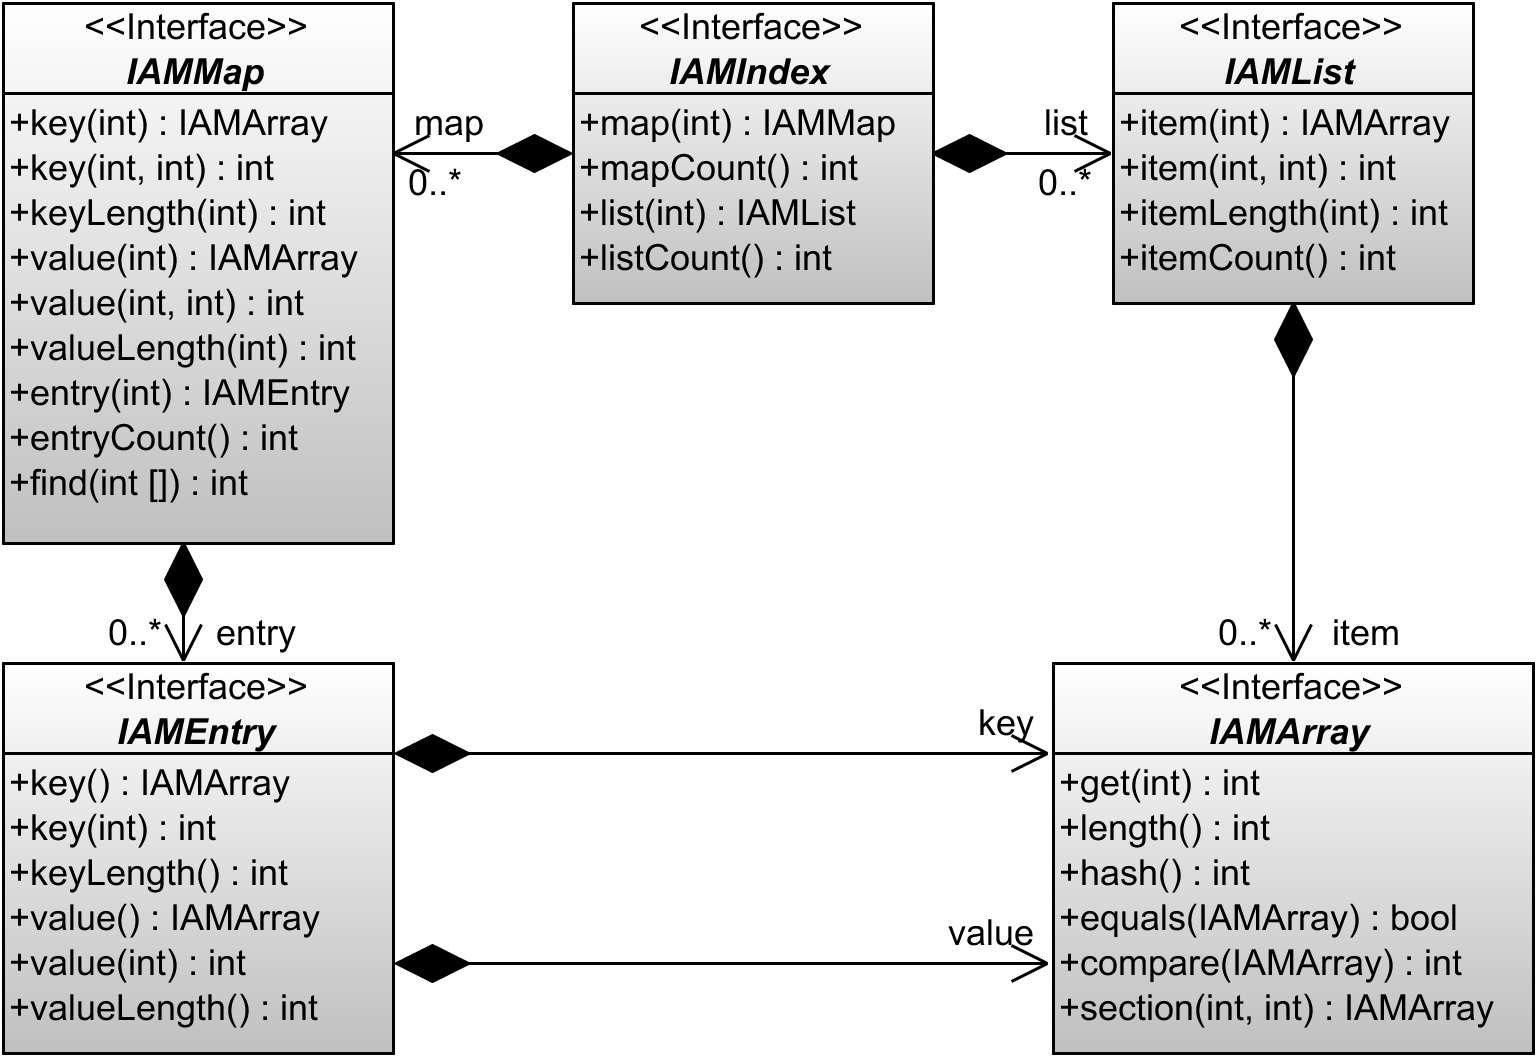 <<Interface>>
IAMMap
+key(int) : IAMArray
+key(int, int) : int
+keyLength(int) : int
+value(int) : IAMArray
+value(int, int) : int
+valueLength(int) : int
+entry(int) : IAMEntry
+entryCount() : int
+find(int []) : int
map
0..*
<<Interface>>
IAMIndex
+map(int) : IAMMap
+mapCount() : int
+list(int) : IAMList
+listCount() : int
list
0..*
<<Interface>>
IAMList
+item(int) : IAMArray
+item(int, int) : int
+itemLength(int) : int
+itemCount() : int
0..* entry
0..* item
<<Interface>>
IAMEntry
+key() : IAMArray
+key(int) : int
+keyLength() : int
+value() : IAMArray
+value(int) : int
+valueLength() : int
key
value
<<Interface>>
IAMArray
+get(int) : int
+length() : int
+hash() : int
+equals(IAMArray) : bool
+compare(IAMArray) : int
+section(int, int) : IAMArray